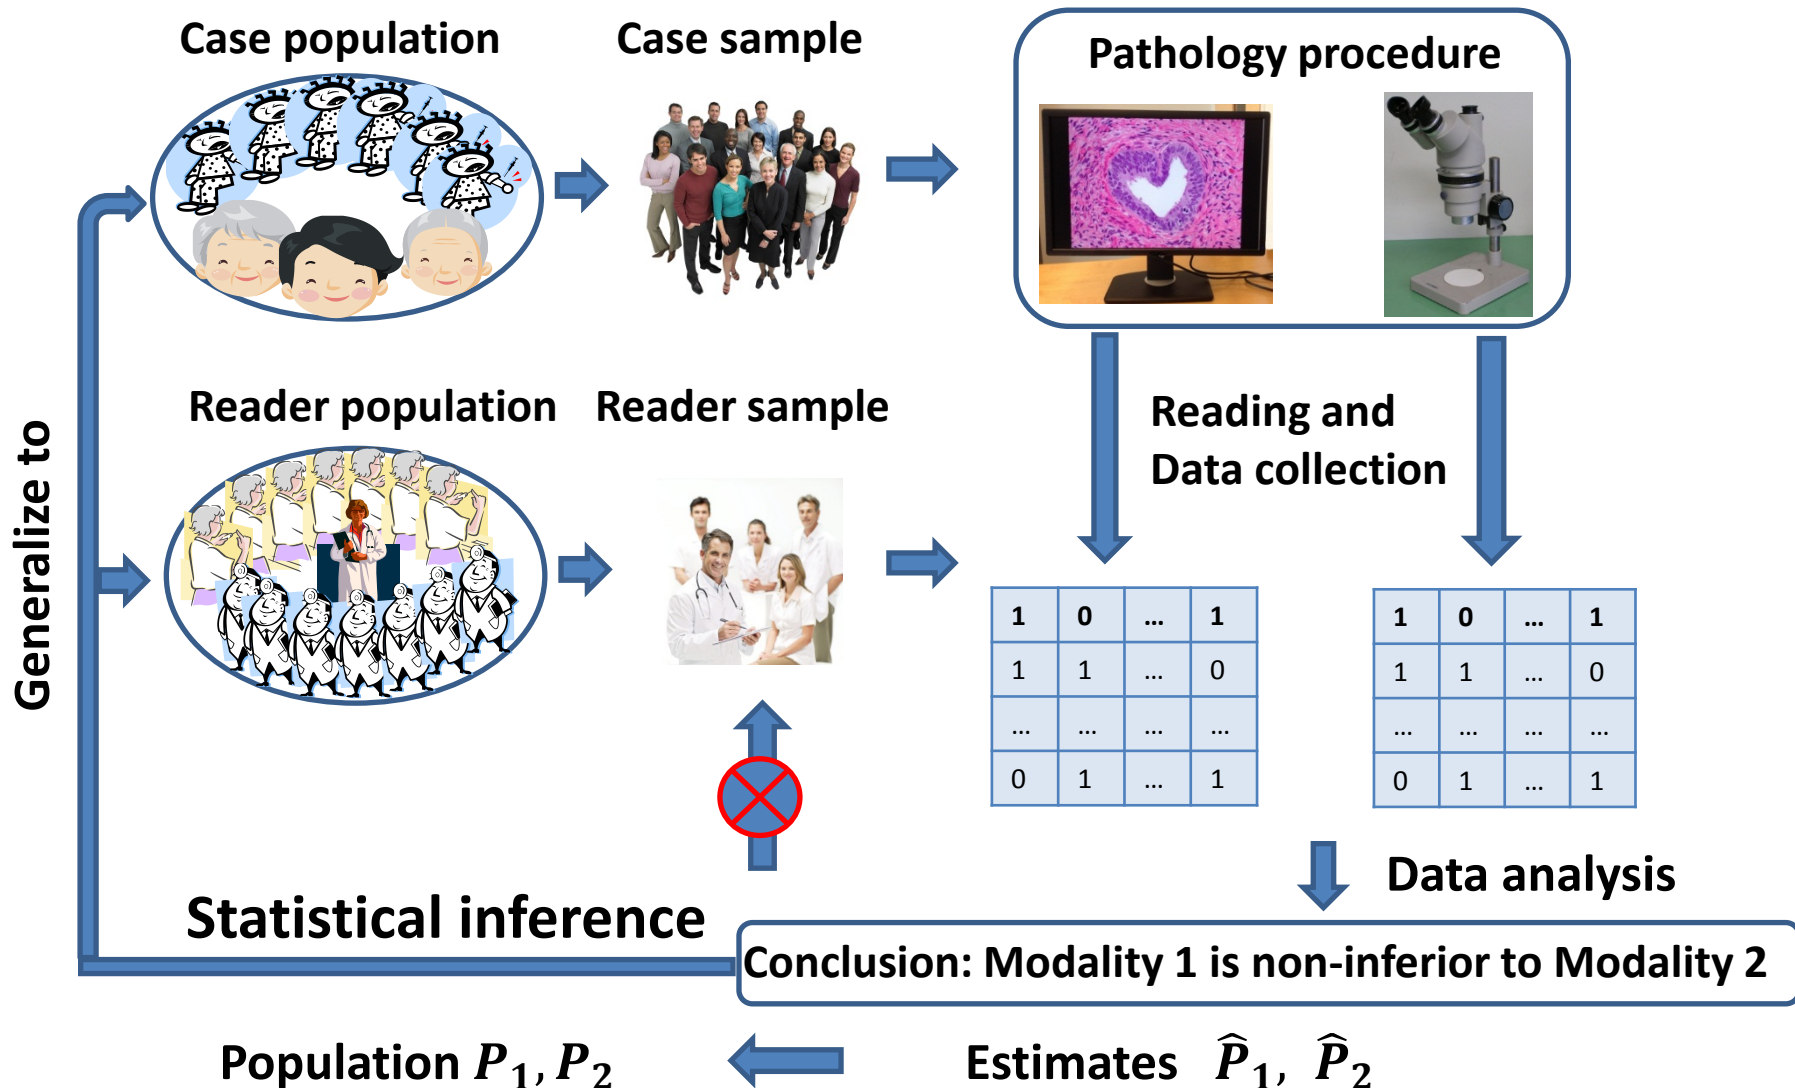 Case population
Case sample
Pathology procedure
Generalize to
Reader population
Reader sample
Reading and
Data collection
1 0 ... 1
1 1 ... 0
... ... ... ...
0 1 ... 1
1 0 ... 1
1 1 ... 0
... ... ... ...
0 1 ... 1
Data analysis
Statistical inference
Conclusion: Modality 1 is non-inferior to Modality 2
Population P₁, P₂
Estimates P̂₁, P̂₂